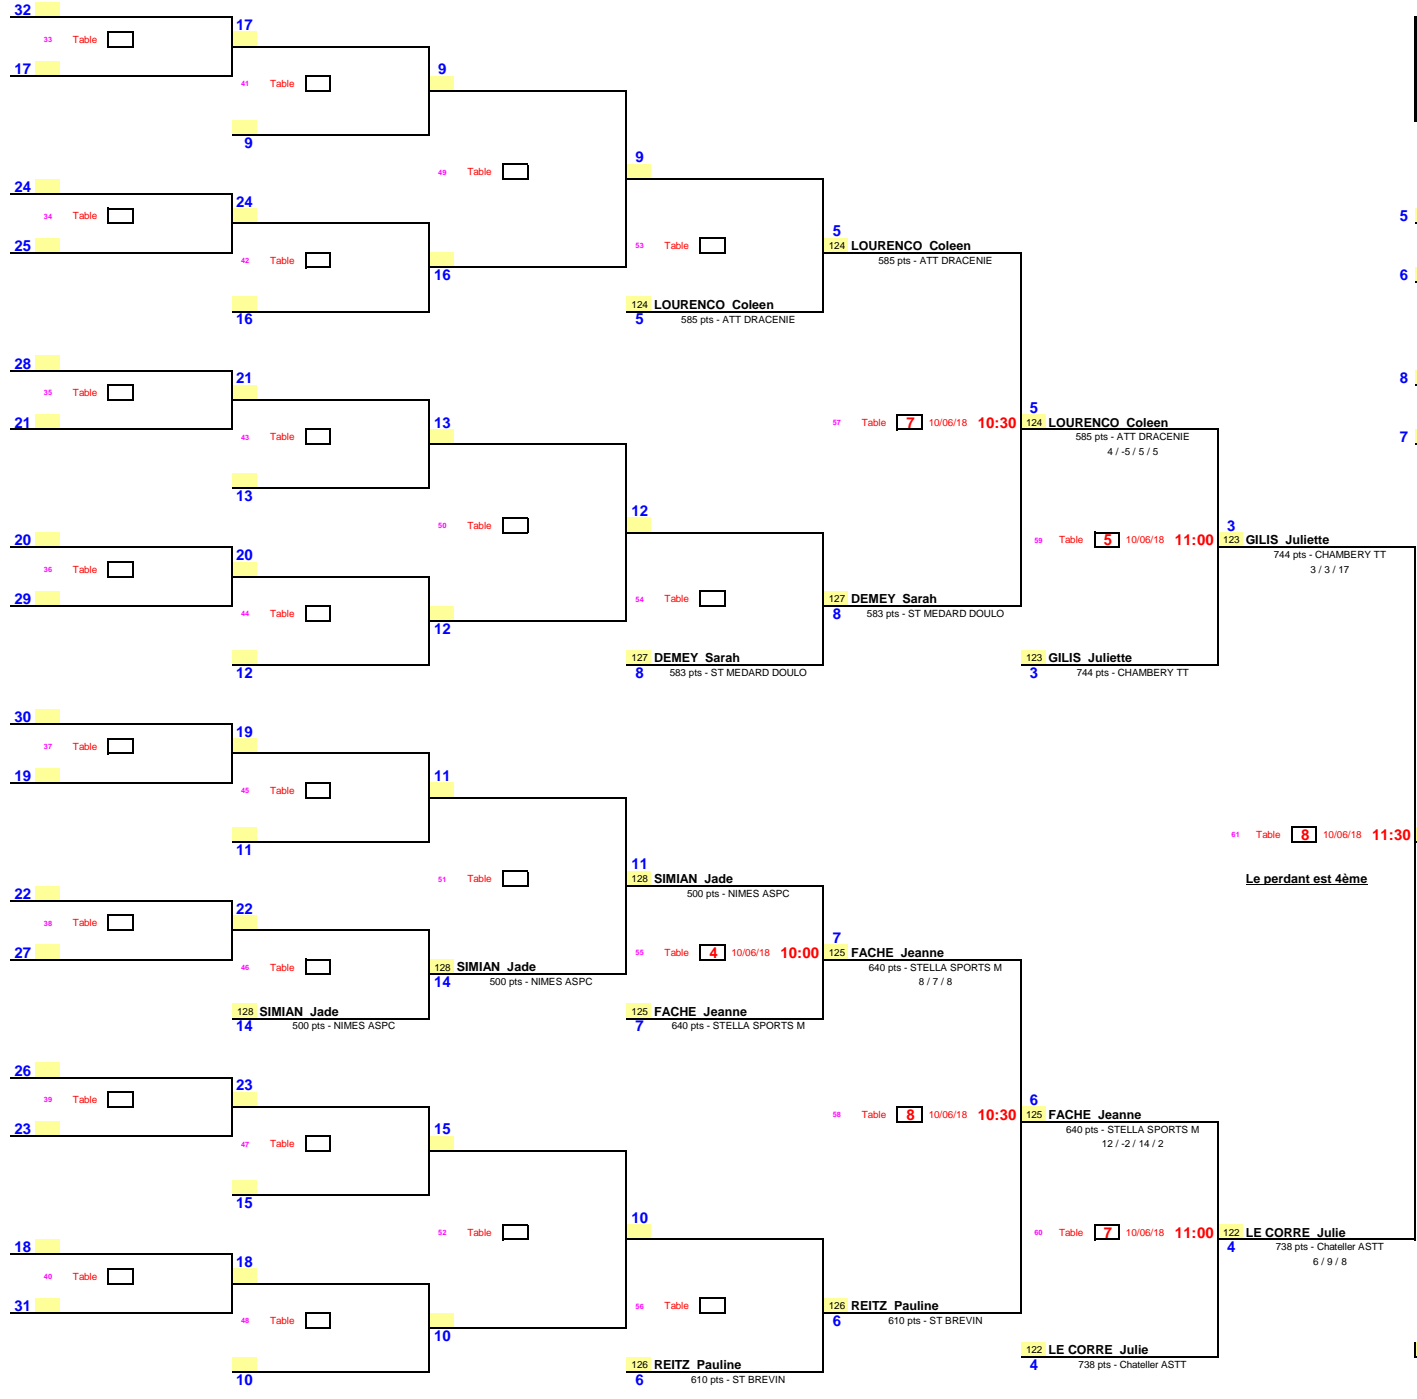 32
17
33 Table
17
9
41 Table
9
9
9
49 Table
24
24
5
34 Table
5
25
124 LOURENCO Coleen
53 Table
585 pts - ATT DRACENIE
42 Table
16
6
124 LOURENCO Coleen
16
5
585 pts - ATT DRACENIE
28
21
8
35 Table
5
21
13
57 Table 7 10/06/18 10:30
124 LOURENCO Coleen
43 Table
585 pts - ATT DRACENIE
7
4 / -5 / 5 / 5
13
12
50 Table
3
20
59 Table 5 10/06/18 11:00
123 GILIS Juliette
20
744 pts - CHAMBERY TT
36 Table
3 / 3 / 17
29
54 Table
127 DEMEY Sarah
44 Table
8
583 pts - ST MEDARD DOULO
12
127 DEMEY Sarah
123 GILIS Juliette
12
8
583 pts - ST MEDARD DOULO
3
744 pts - CHAMBERY TT
30
19
37 Table
19
11
45 Table
61 Table 8 10/06/18 11:30
11
11
51 Table
128 SIMIAN Jade
Le perdant est 4ème
22
500 pts - NIMES ASPC
22
38 Table
7
27
55 Table 4 10/06/18 10:00
125 FACHE Jeanne
46 Table
128 SIMIAN Jade
640 pts - STELLA SPORTS M
14
500 pts - NIMES ASPC
8 / 7 / 8
128 SIMIAN Jade
125 FACHE Jeanne
14
500 pts - NIMES ASPC
7
640 pts - STELLA SPORTS M
26
23
39 Table
6
23
15
58 Table 8 10/06/18 10:30
125 FACHE Jeanne
47 Table
640 pts - STELLA SPORTS M
12 / -2 / 14 / 2
15
10
52 Table
60 Table 7 10/06/18 11:00
122 LE CORRE Julie
18
4
738 pts - Chateller ASTT
18
6 / 9 / 8
40 Table
31
56 Table
126 REITZ Pauline
48 Table
6
610 pts - ST BREVIN
10
122 LE CORRE Julie
126 REITZ Pauline
4
738 pts - Chateller ASTT
10
6
610 pts - ST BREVIN